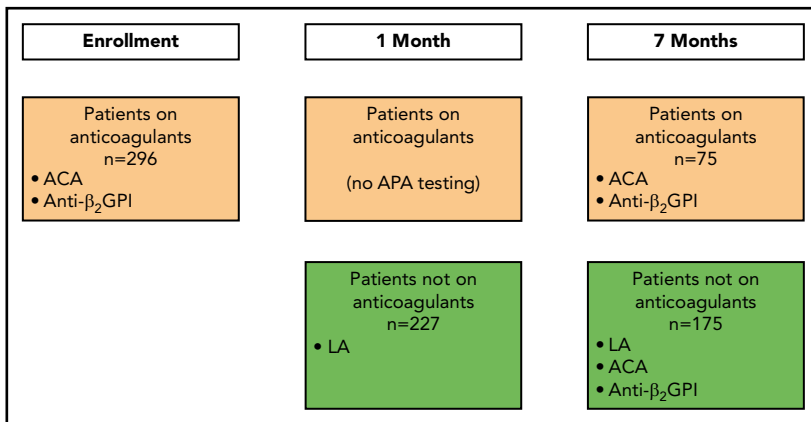 Enrollment
1 Month
7 Months
Patients on
anticoagulants
n=296
• ACA
• Anti-β₂GPI
Patients on
anticoagulants
(no APA testing)
Patients on
anticoagulants
n=75
• ACA
• Anti-β₂GPI
Patients not on
anticoagulants
n=227
• LA
Patients not on
anticoagulants
n=175
• LA
• ACA
• Anti-β₂GPI